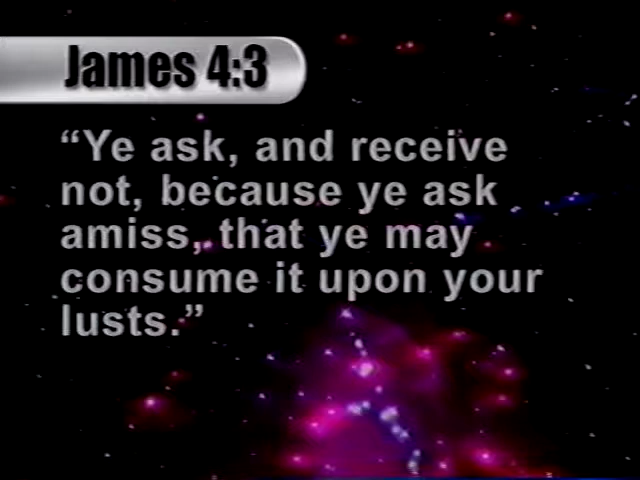 James 4:3
“Ye ask, and receive
not, because ye ask
amiss, that ye may
consume it upon your
lusts.”